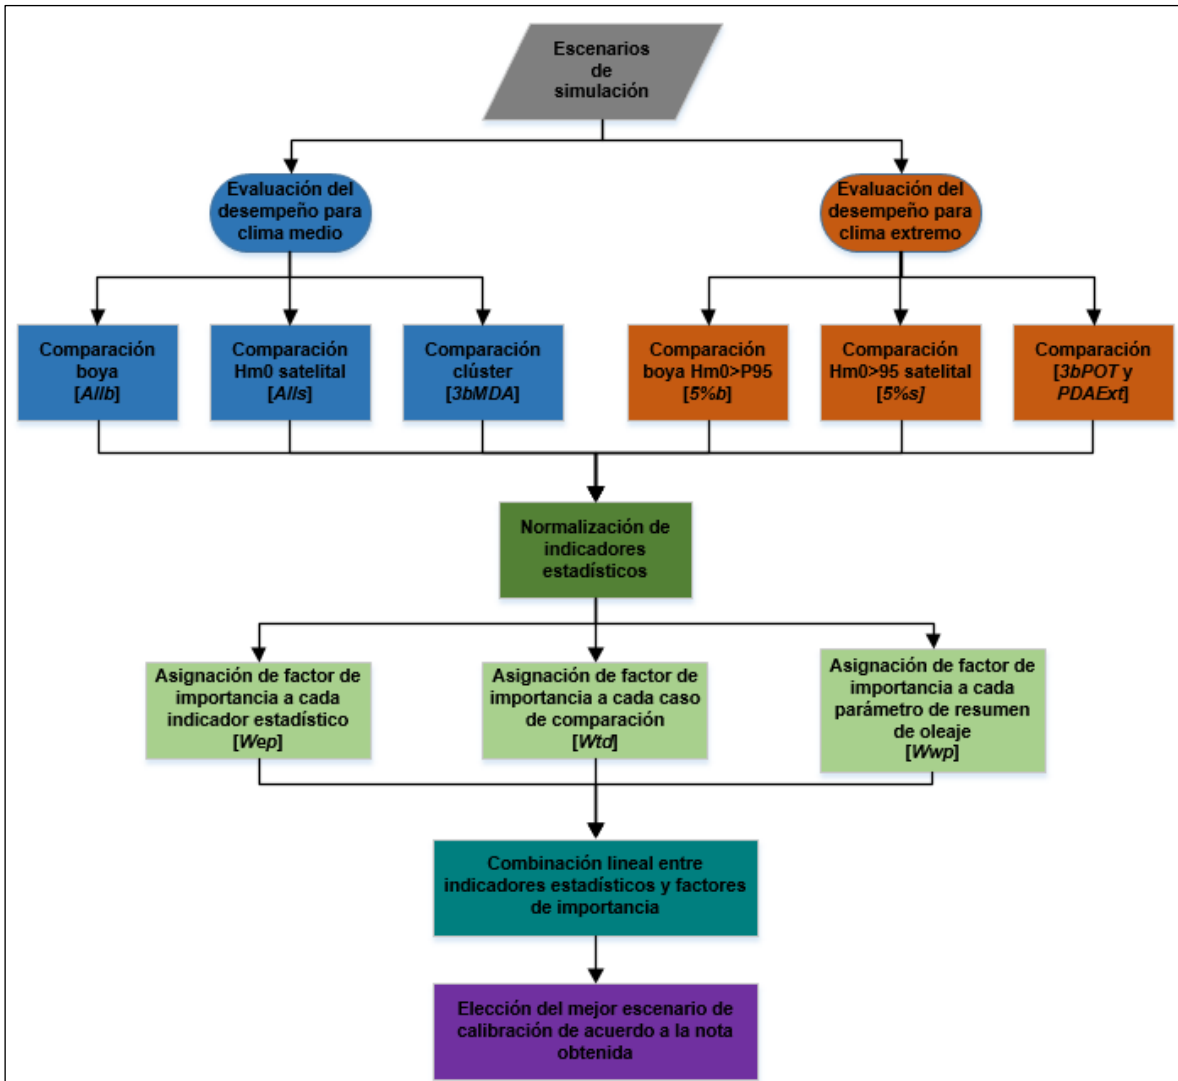 Escenarios
de
simulación
Evaluación del
desempeño para
clima medio
Evaluación del
desempeño para
clima extremo
Comparación
boya
[Allb]
Comparación
Hm0 satelital
[Alls]
Comparación
clúster
[3bMDA]
Comparación
boya Hm0>P95
[5%b]
Comparación
Hm0>95 satelital
[5%s]
Comparación
[3bPOT y
PDAExt]
Normalización de
indicadores
estadísticos
Asignación de factor de
importancia a cada
indicador estadístico
[Wep]
Asignación de factor de
importancia a cada caso
de comparación
[Wtd]
Asignación de factor de
importancia a cada
parámetro de resumen
de oleaje
[Wwp]
Combinación lineal entre
indicadores estadísticos y factores
de importancia
Elección del mejor escenario de
calibración de acuerdo a la nota
obtenida